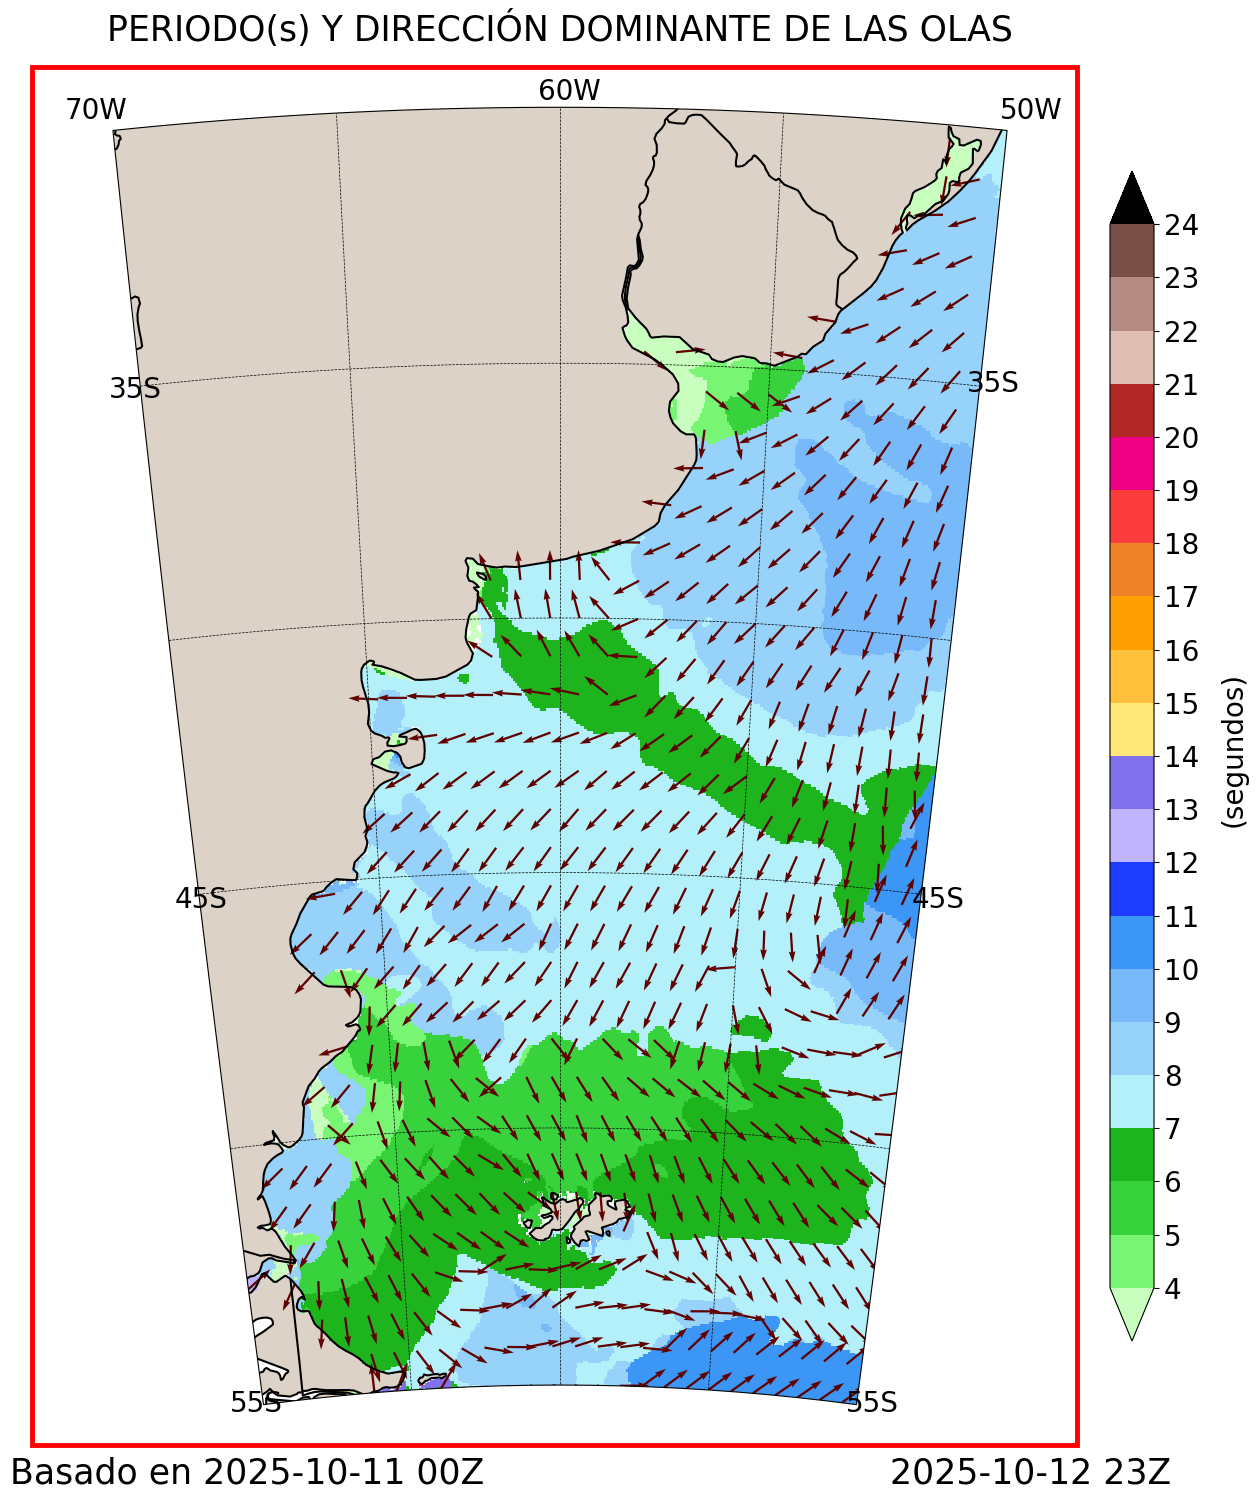 PERIODO(s) Y DIRECCIÓN DOMINANTE DE LAS OLAS
70W
60W
50W
35S
35S
45S
45S
55S
55S
24
23
22
21
20
19
18
17
16
15
14
13
12
11
10
9
8
7
6
5
4
(segundos)
Basado en 2025-10-11 00Z
2025-10-12 23Z